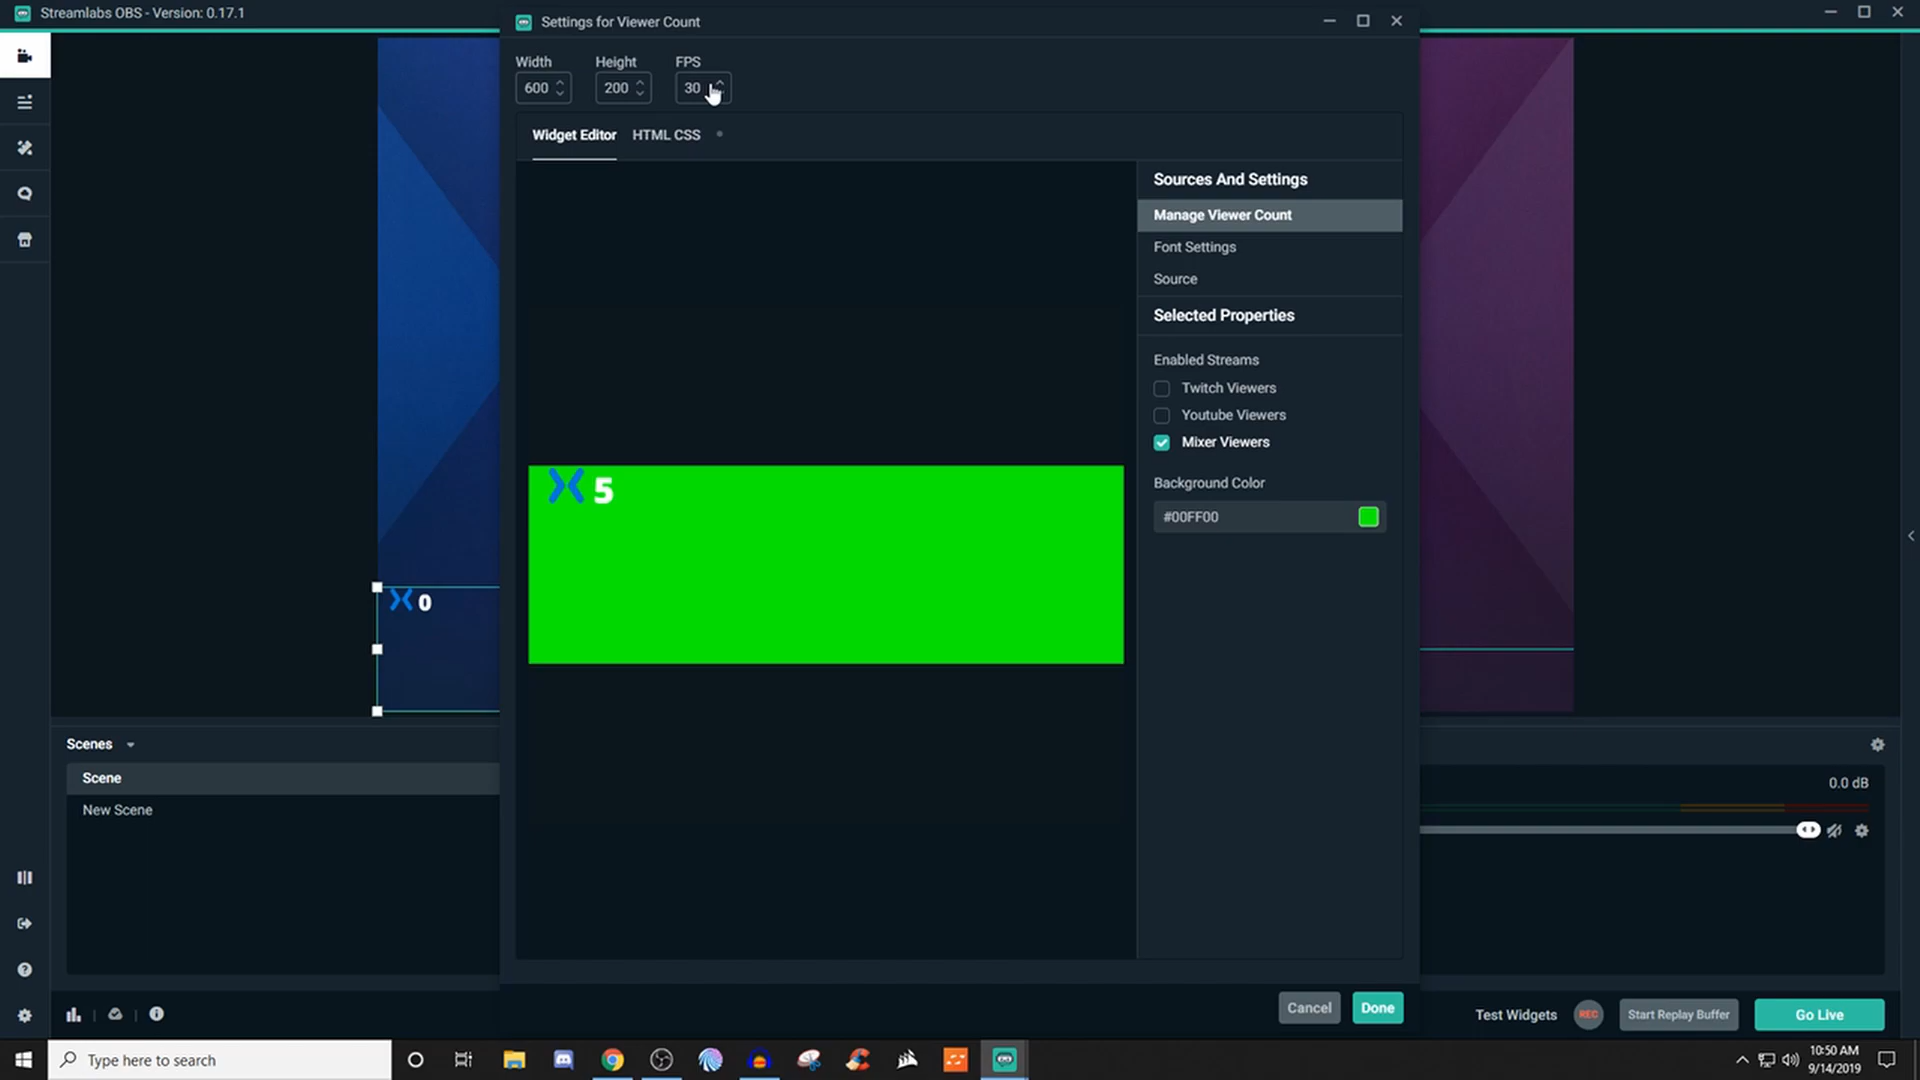 Streamlabs OBS - Version: 0.17.1
Settings for Viewer Count
Width Height FPS
600 200 30
Widget Editor HTML CSS
Sources And Settings
Manage Viewer Count
Font Settings
Source
Selected Properties
Enabled Streams
Twitch Viewers
Youtube Viewers
Mixer Viewers
Background Color
#00FF00
5
0
Scenes
Scene
New Scene
0.0 dB
Cancel Done
Test Widgets REC Start Replay Buffer Go Live
Type here to search
10:50 AM
9/14/2019